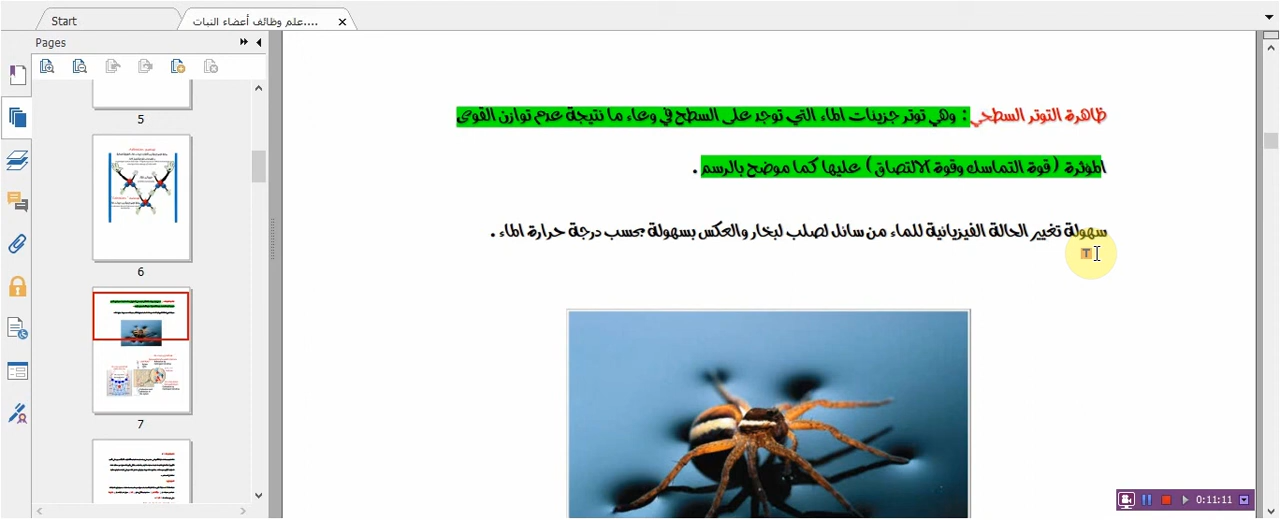 Start
علم وظائف أعضاء النبات....
Pages
5
6
7
ظاهرة التوتر السطحي : وهي توتر جزيئات الماء التي توجد على السطح في وعاء ما نتيجة عدم توازن القوى
المؤثرة ( قوة التماسك وقوة الالتصاق ) عليها كما موضح بالرسم .
سهولة تغيير الحالة الفيزيائية للماء من سائل لصلب لبخار والعكس بسهولة بحسب درجة حرارة الماء .
T
0:11:11